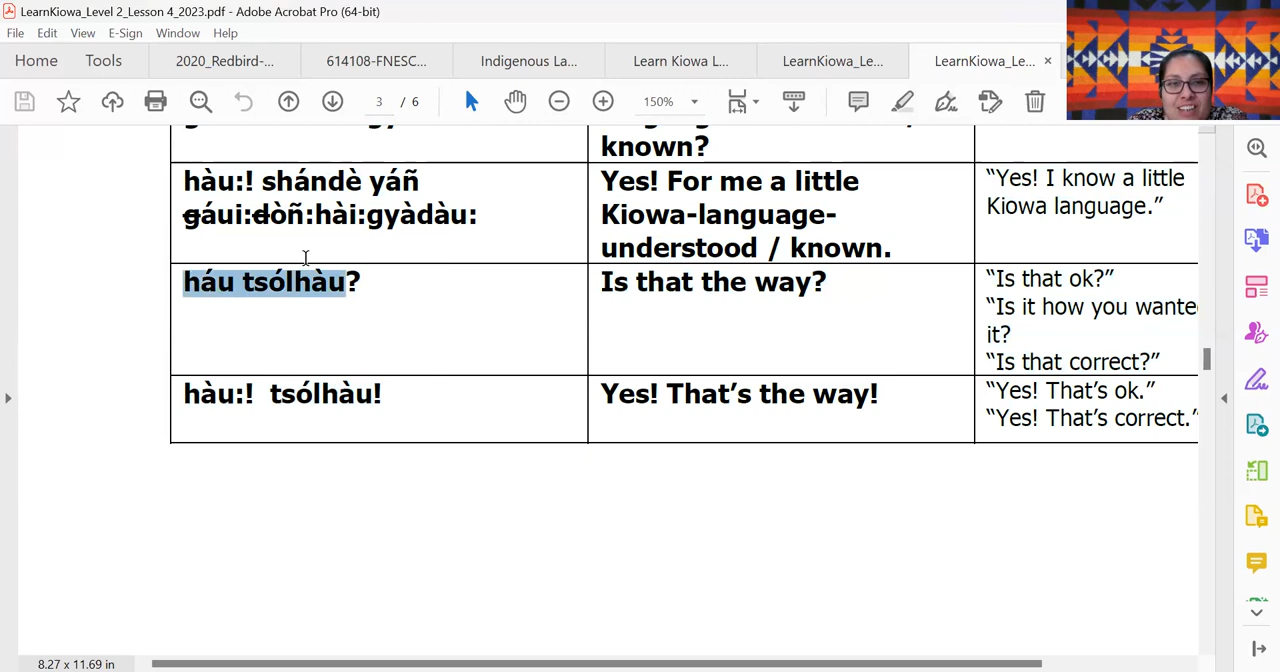 LearnKiowa_Level 2_Lesson 4_2023.pdf - Adobe Acrobat Pro (64-bit)
File Edit View E-Sign Window Help
Home Tools 2020_Redbird-... 614108-FNESC... Indigenous La... Learn Kiowa L... LearnKiowa_Le... LearnKiowa_Le... ×
3 / 6 150%
known?
hàu:! shándè yáñ
g̶áui:d̶òñ:hài:gyàdàu:
Yes! For me a little
Kiowa-language-
understood / known.
“Yes! I know a little
Kiowa language.”
háu tsólhàu?
Is that the way?
“Is that ok?”
“Is it how you wante
it?
“Is that correct?”
hàu:! tsólhàu!
Yes! That’s the way!
“Yes! That’s ok.”
“Yes! That’s correct.”
8.27 x 11.69 in